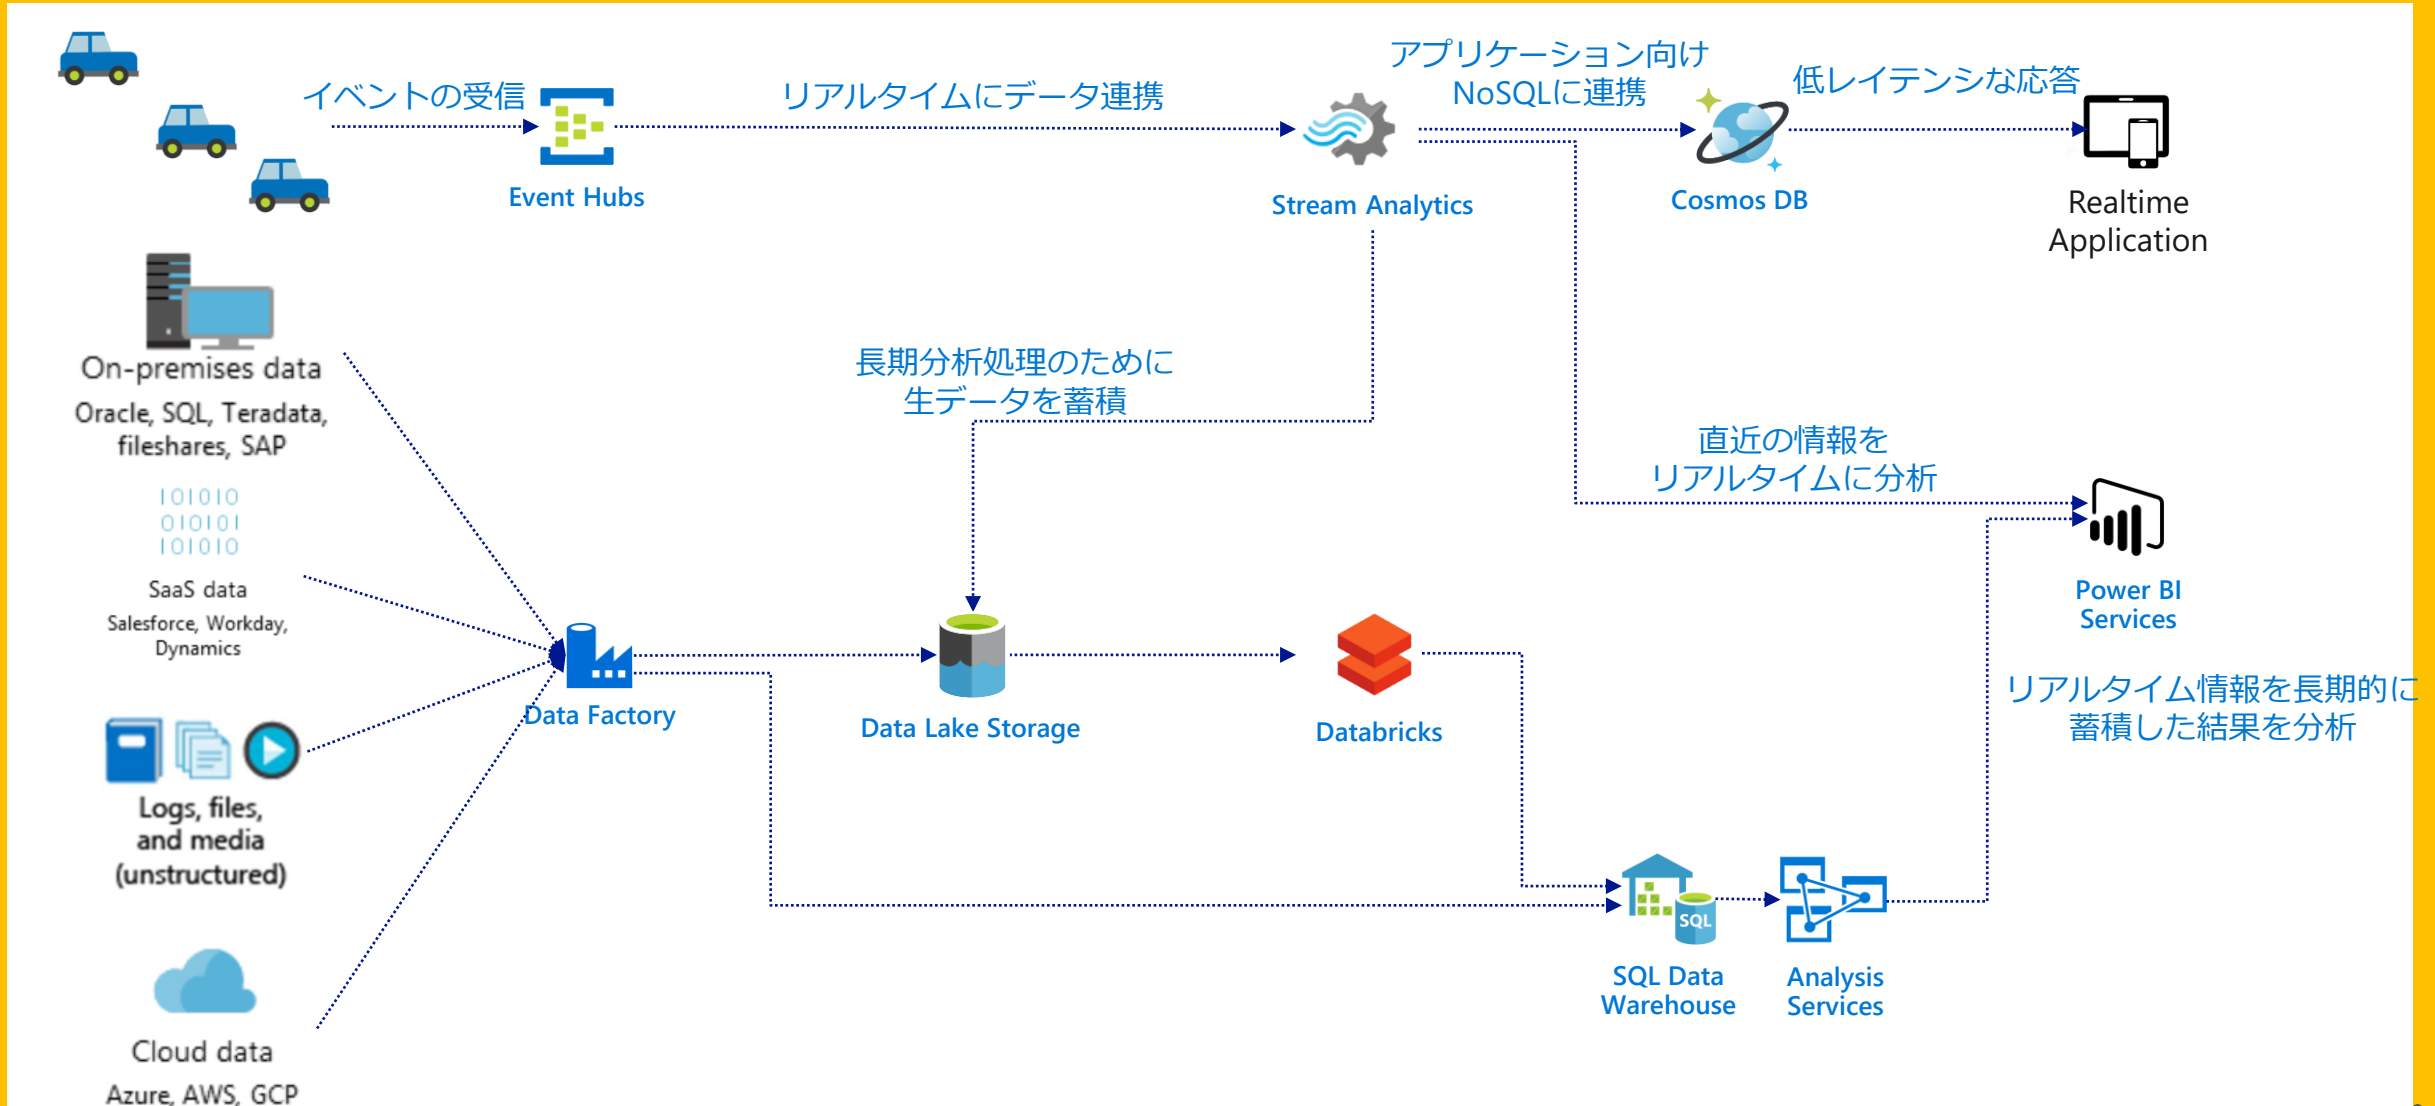 イベントの受信
Event Hubs
リアルタイムにデータ連携
Stream Analytics
アプリケーション向け
NoSQLに連携
Cosmos DB
低レイテンシな応答
Realtime
Application
On-premises data
Oracle, SQL, Teradata,
fileshares, SAP
101010
010101
101010
SaaS data
Salesforce, Workday,
Dynamics
Logs, files,
and media
(unstructured)
Cloud data
Azure, AWS, GCP
Data Factory
長期分析処理のために
生データを蓄積
Data Lake Storage
Databricks
直近の情報を
リアルタイムに分析
Power BI
Services
リアルタイム情報を長期的に
蓄積した結果を分析
SQL
SQL Data
Warehouse
Analysis
Services